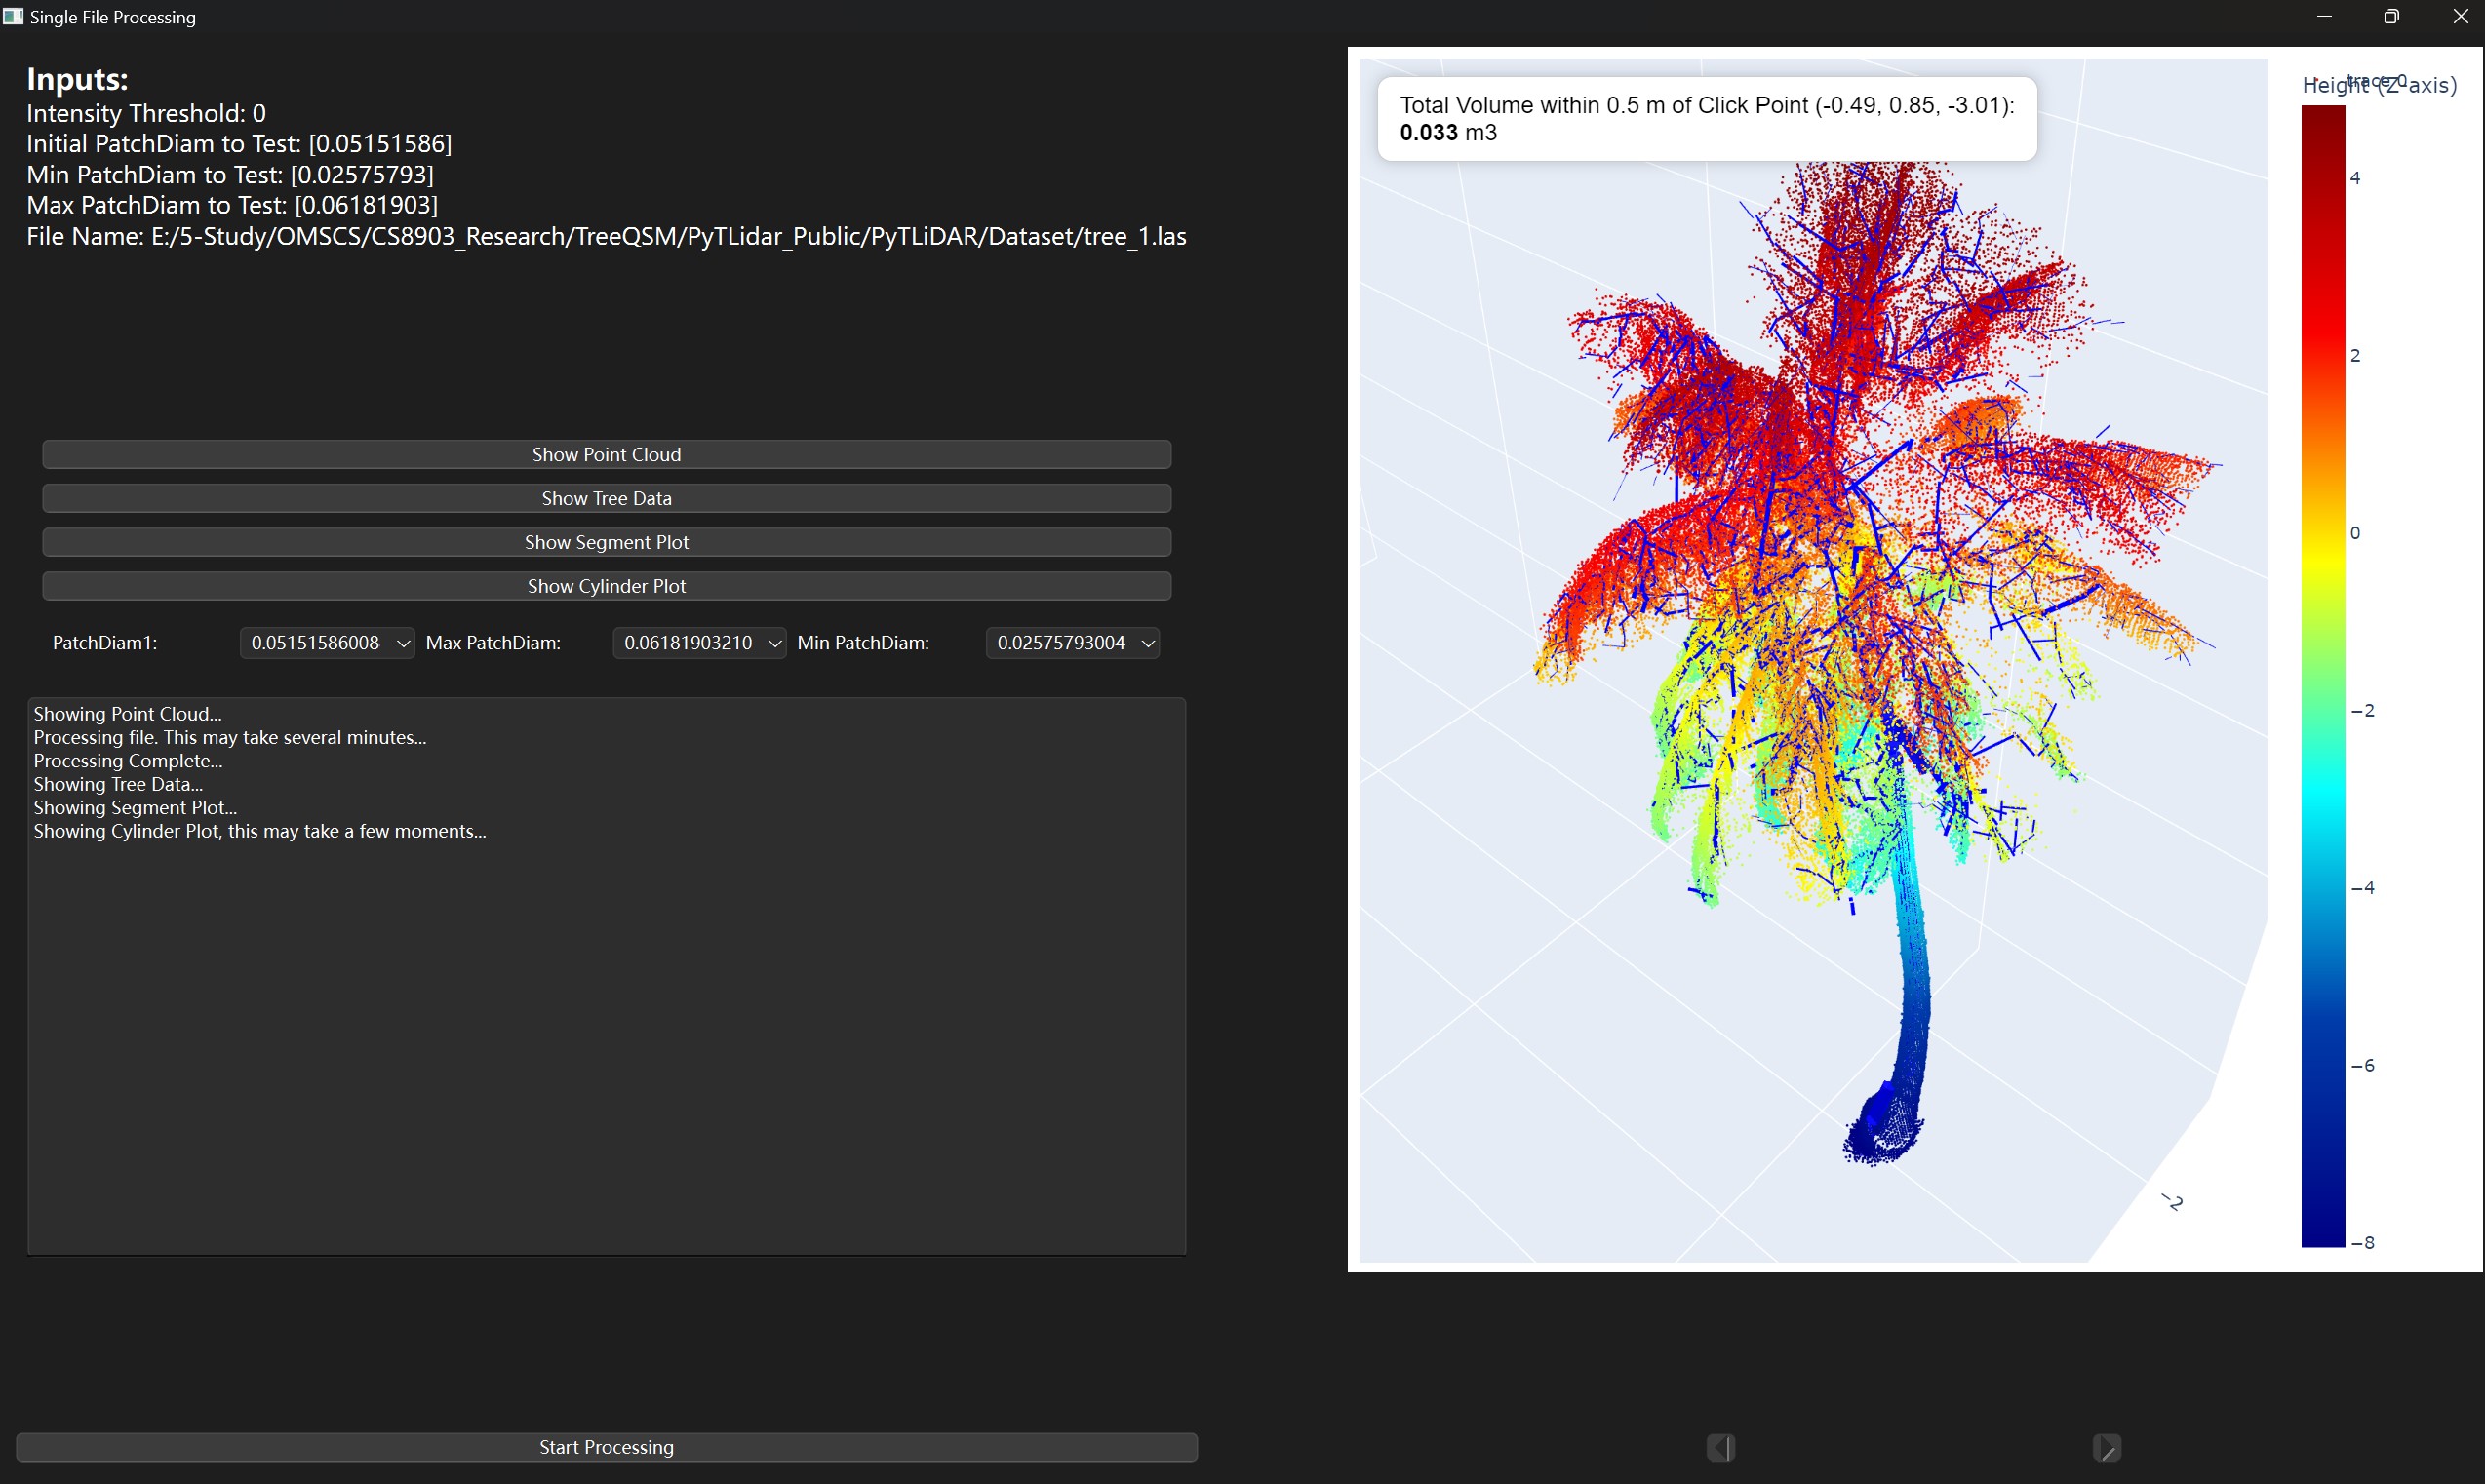 Single File Processing
Inputs:
Intensity Threshold: 0
Initial PatchDiam to Test: [0.05151586]
Min PatchDiam to Test: [0.02575793]
Max PatchDiam to Test: [0.06181903]
File Name: E:/5-Study/OMSCS/CS8903_Research/TreeQSM/PyTLidar_Public/PyTLiDAR/Dataset/tree_1.las
Show Point Cloud
Show Tree Data
Show Segment Plot
Show Cylinder Plot
PatchDiam1: 0.05151586008 Max PatchDiam: 0.06181903210 Min PatchDiam: 0.02575793004
Showing Point Cloud...
Processing file. This may take several minutes...
Processing Complete...
Showing Tree Data...
Showing Segment Plot...
Showing Cylinder Plot, this may take a few moments...
Start Processing
Total Volume within 0.5 m of Click Point (-0.49, 0.85, -3.01):
0.033 m3
trace 0
Height (Z-axis)
4
2
0
−2
−4
−6
−8
−2